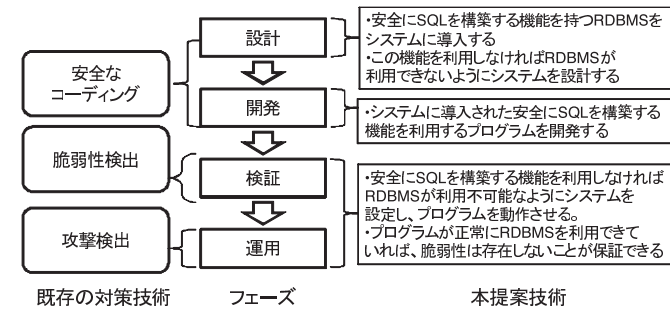 安全な
コーディング
脆弱性検出
攻撃検出
既存の対策技術
設計
開発
検証
運用
フェーズ
・安全にSQLを構築する機能を持つRDBMSを
システムに導入する
・この機能を利用しなければRDBMSが
利用できないようにシステムを設計する
・システムに導入された安全にSQLを構築する
機能を利用するプログラムを開発する
・安全にSQLを構築する機能を利用しなければ
RDBMSが利用不可能なようにシステムを
設定し、プログラムを動作させる。
・プログラムが正常にRDBMSを利用できて
いれば、脆弱性は存在しないことが保証できる
本提案技術